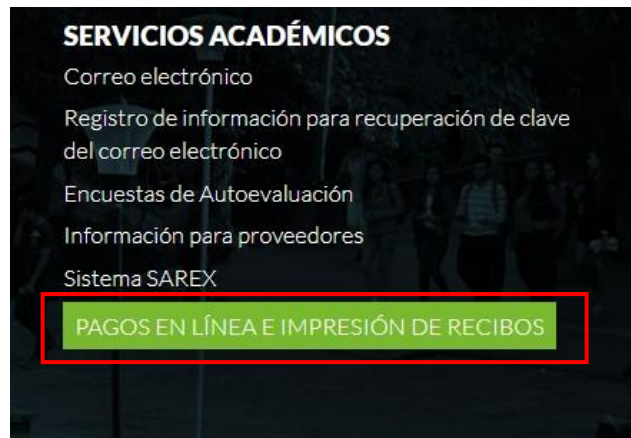 SERVICIOS ACADÉMICOS
Correo electrónico
Registro de información para recuperación de clave
del correo electrónico
Encuestas de Autoevaluación
Información para proveedores
Sistema SAREX
PAGOS EN LÍNEA E IMPRESIÓN DE RECIBOS